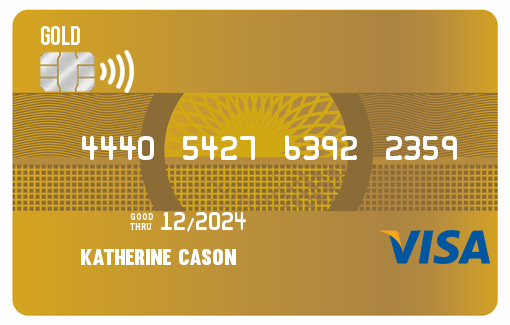 GOLD
4440 5427 6392 2359
GOOD
THRU 12/2024
KATHERINE CASON
VISA